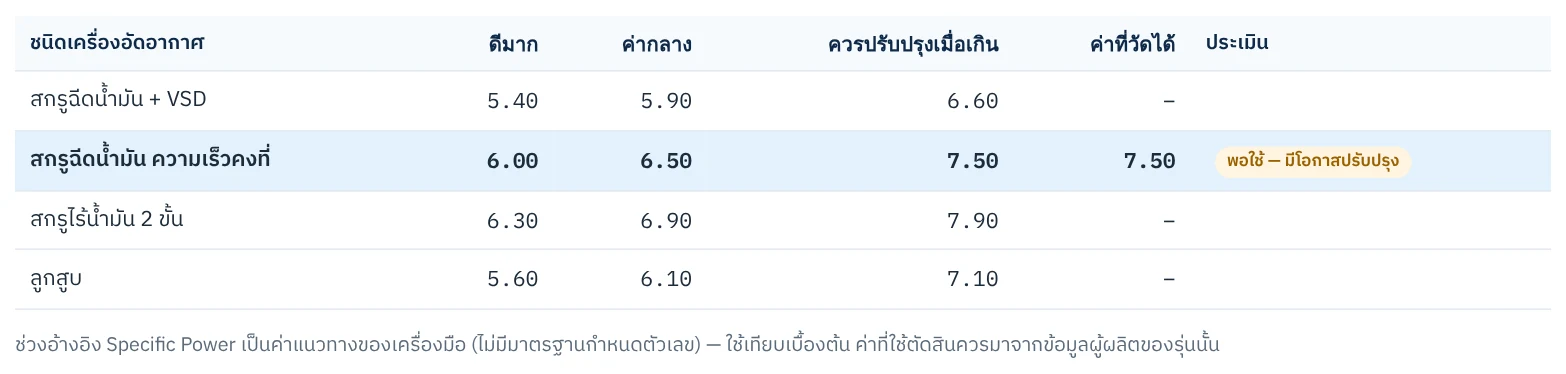 ชนิดเครื่องอัดอากาศ ดีมาก ค่ากลาง ควรปรับปรุงเมื่อเกิน ค่าที่วัดได้ ประเมิน
สกรูฉีดน้ำมัน + VSD 5.40 5.90 6.60 –
สกรูฉีดน้ำมัน ความเร็วคงที่ 6.00 6.50 7.50 7.50 พอใช้ — มีโอกาสปรับปรุง
สกรูไร้น้ำมัน 2 ขั้น 6.30 6.90 7.90 –
ลูกสูบ 5.60 6.10 7.10 –
ช่วงอ้างอิง Specific Power เป็นค่าแนวทางของเครื่องมือ (ไม่มีมาตรฐานกำหนดตัวเลข) — ใช้เทียบเบื้องต้น ค่าที่ใช้ตัดสินควรมาจากข้อมูลผู้ผลิตของรุ่นนั้น